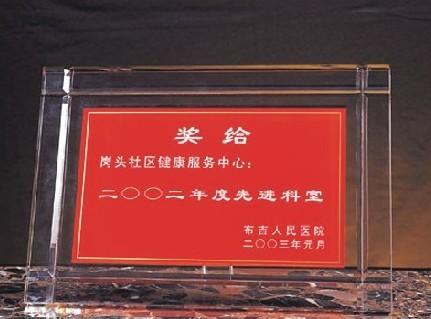 奖给
岗头社区健康服务中心：
二〇〇二年度先进科室
布吉人民医院
二〇〇三年元月